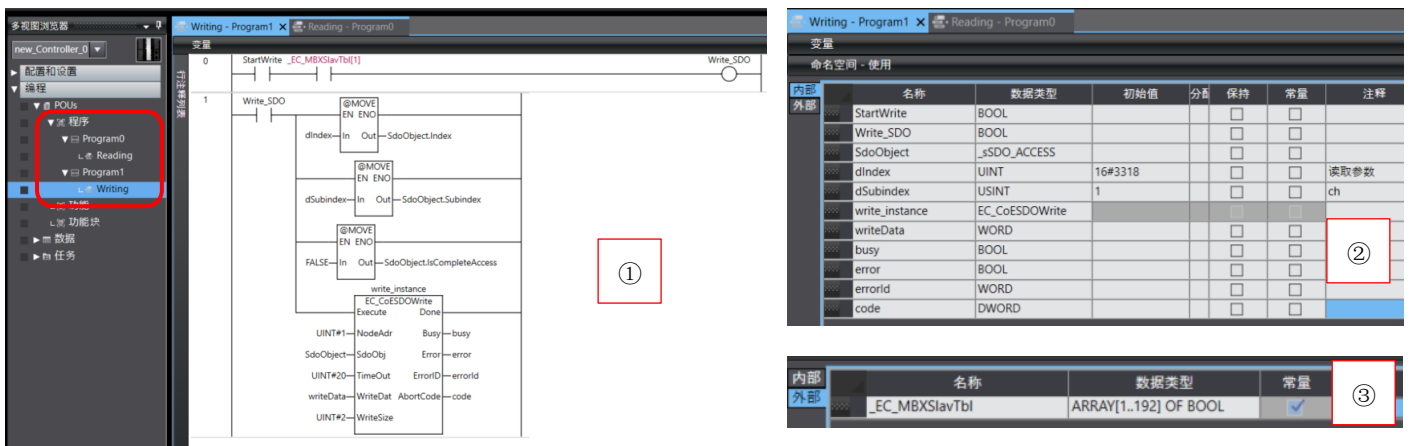 多视图浏览器
new_Controller_0
配置和设置
编程
POUs
程序
Program0
Reading
Program1
Writing
功能
功能块
数据
任务
Writing - Program1 Reading - Program0
变量
行注释列表
0 StartWrite _EC_MBXSlavTbl[1] Write_SDO
1 Write_SDO
@MOVE
EN ENO
dIndex In Out SdoObject.Index
@MOVE
EN ENO
dSubindex In Out SdoObject.Subindex
@MOVE
EN ENO
FALSE In Out SdoObject.IsCompleteAccess
write_instance
EC_CoESDOWrite
Execute Done
UINT#1 NodeAdr Busy busy
SdoObject SdoObj Error error
UINT#20 TimeOut ErrorID errorId
writeData WriteDat AbortCode code
UINT#2 WriteSize
①
Writing - Program1 Reading - Program0
变量
命名空间 - 使用
内部
外部
名称 数据类型 初始值 分配 保持 常量 注释
StartWrite BOOL
Write_SDO BOOL
SdoObject _sSDO_ACCESS
dIndex UINT 16#3318 读取参数
dSubindex USINT 1 ch
write_instance EC_CoESDOWrite
writeData WORD
busy BOOL
error BOOL
errorId WORD
code DWORD
②
内部
外部
名称 数据类型 常量
_EC_MBXSlavTbl ARRAY[1..192] OF BOOL
③